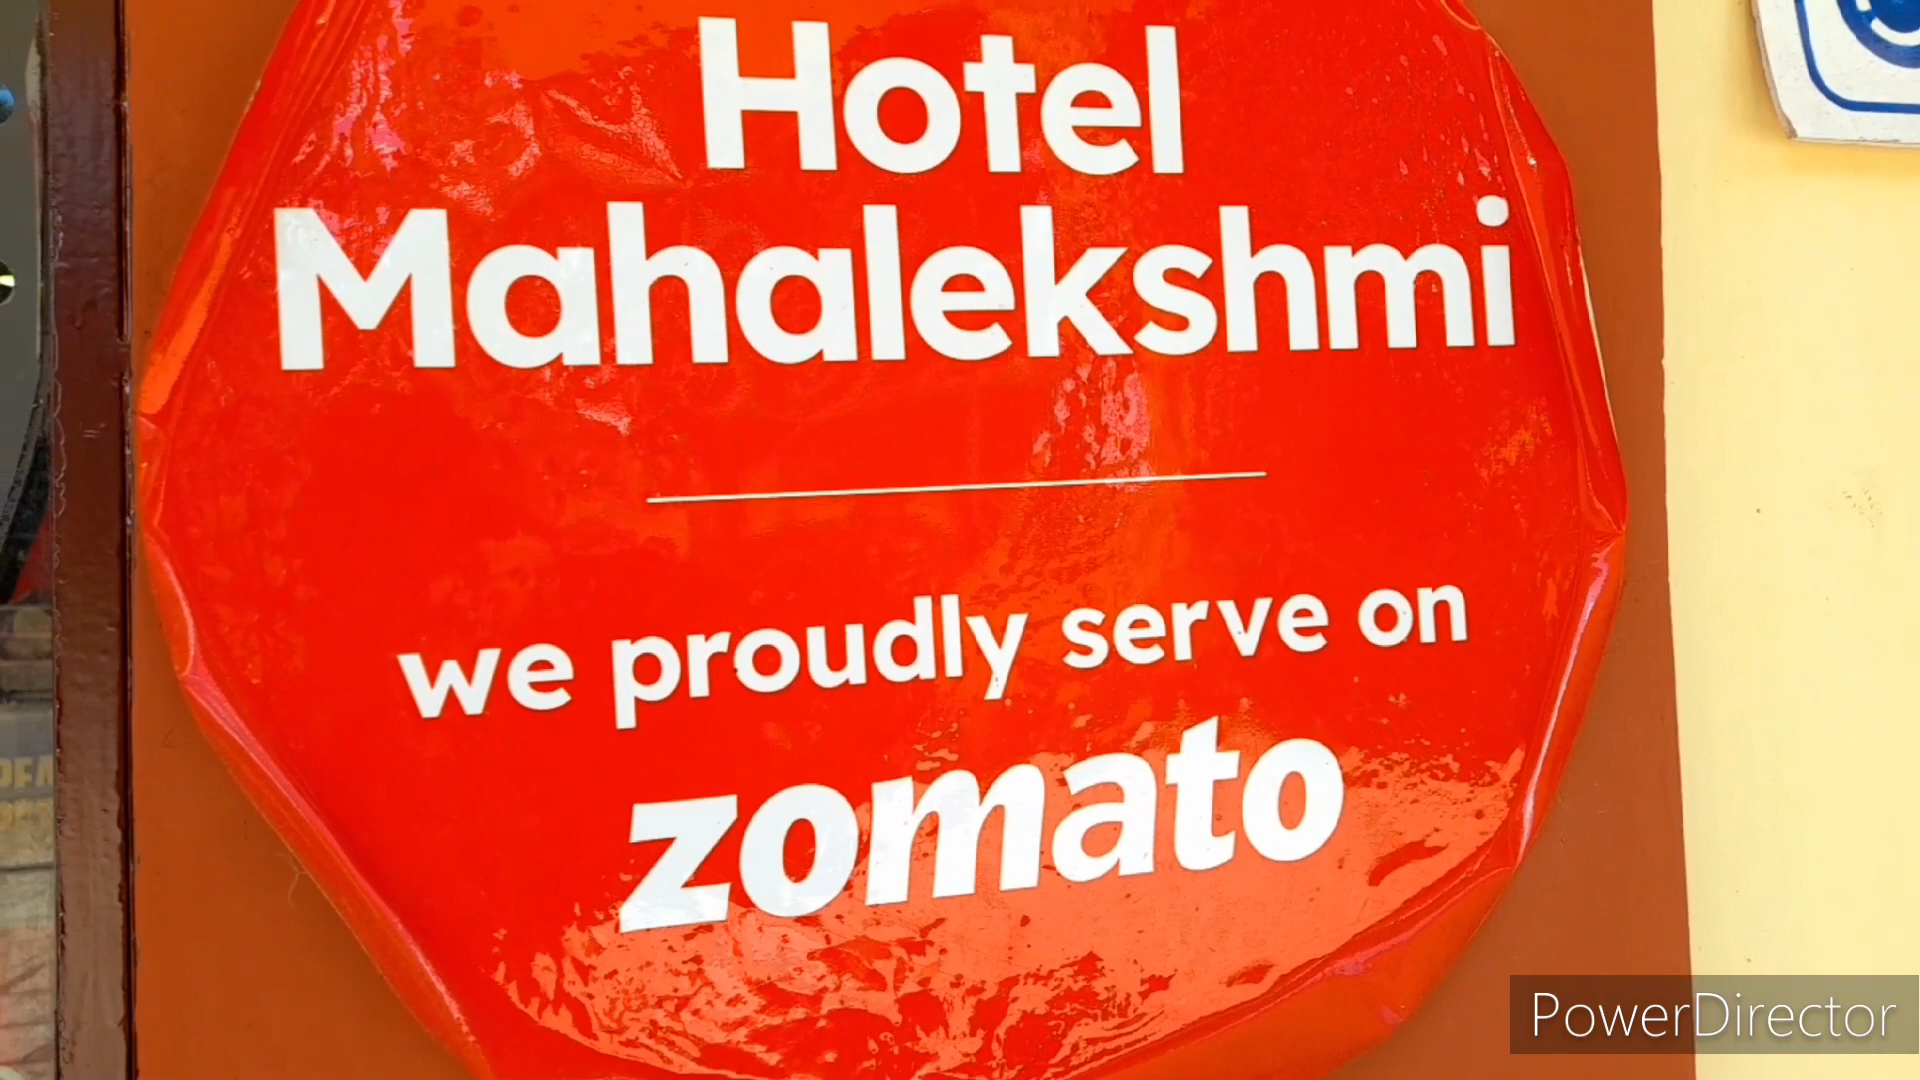 Hotel
Mahalekshmi
we proudly serve on
zomato
PowerDirector